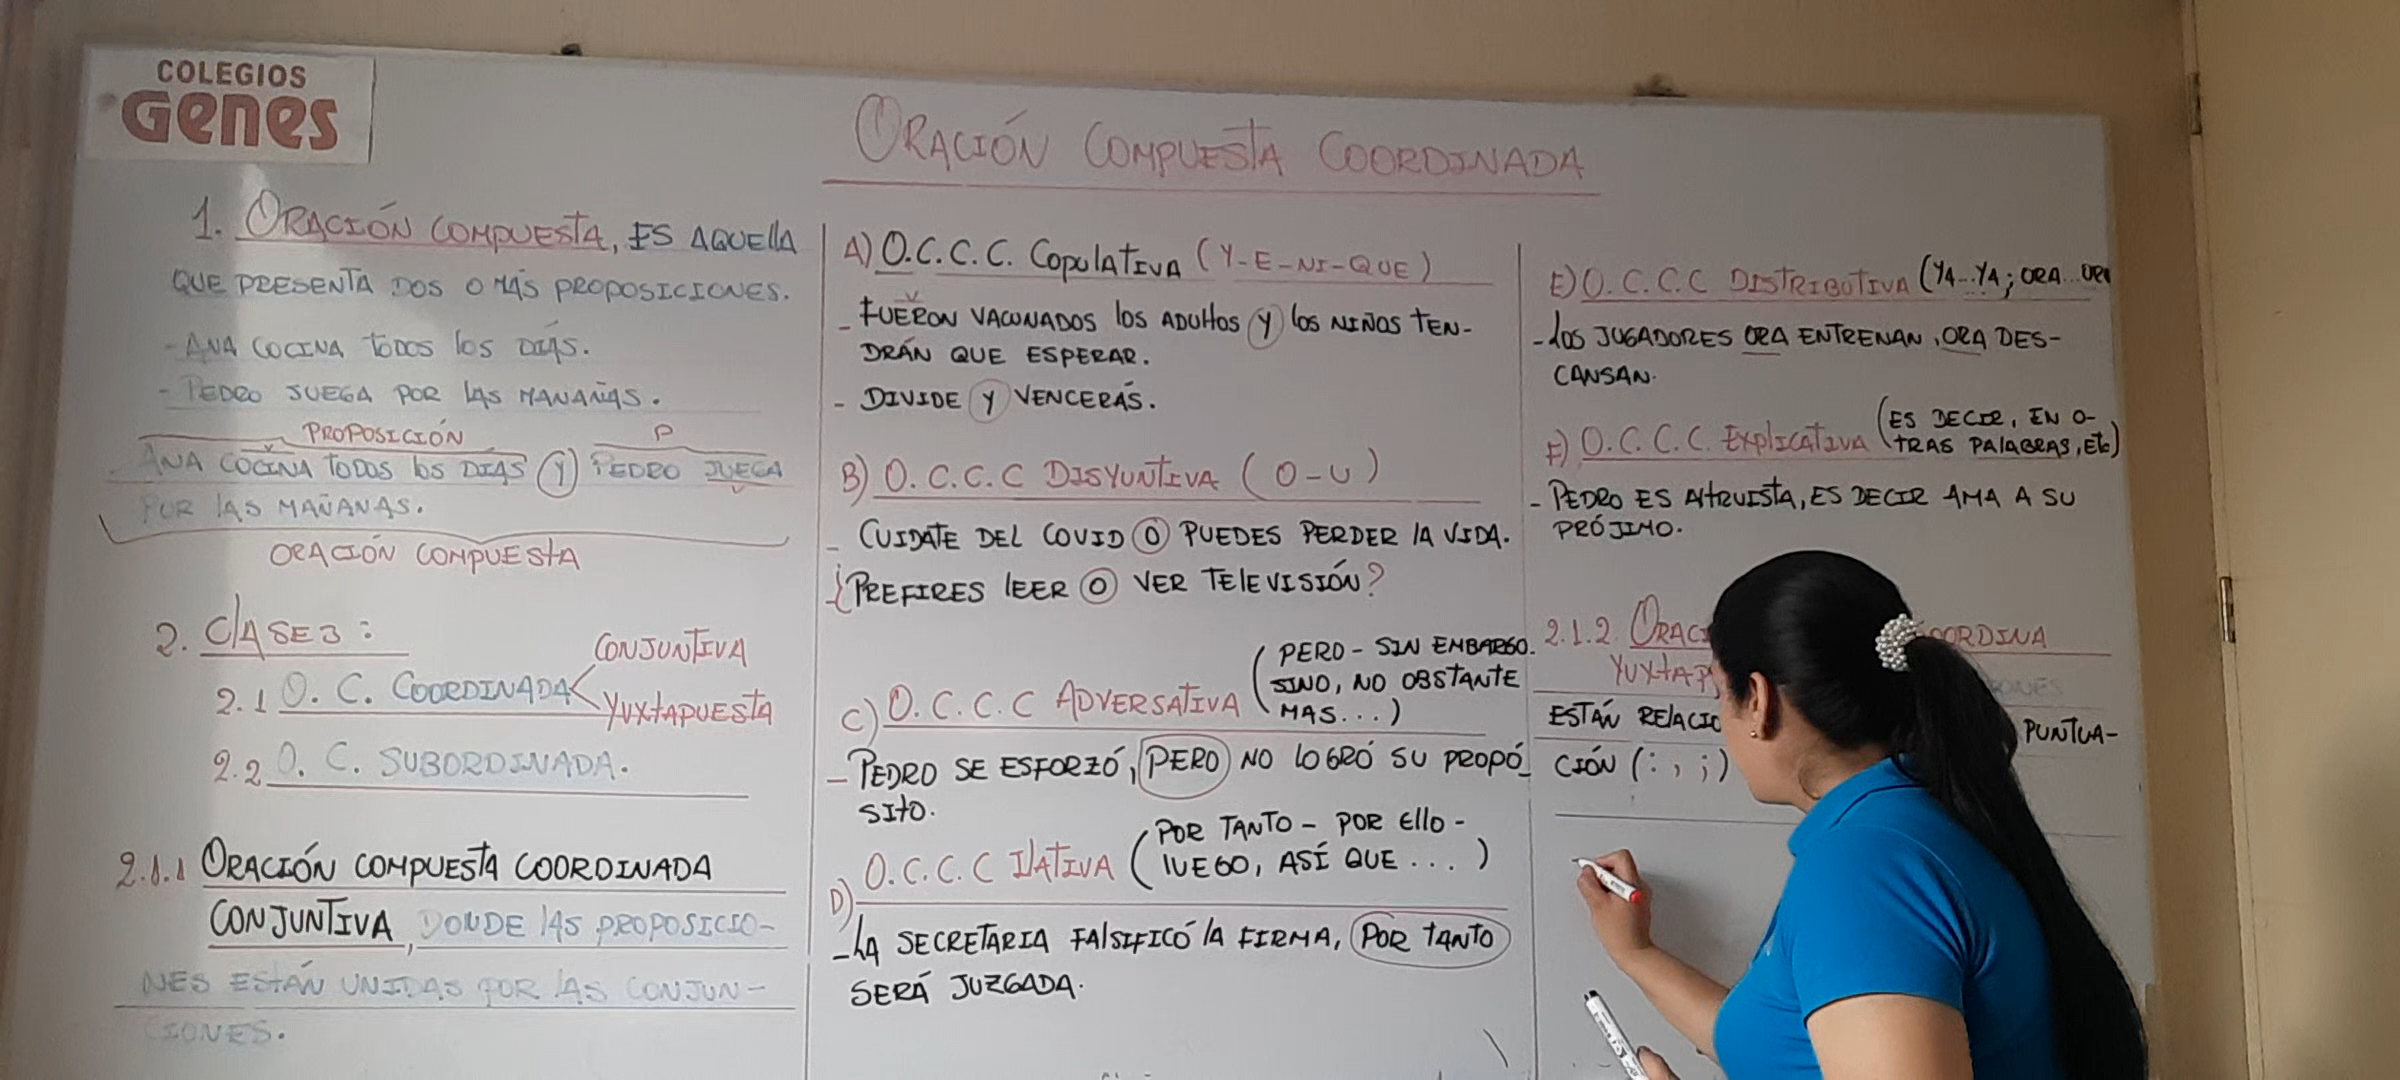 COLEGIOS
Genes
ORACIÓN COMPUESTA COORDINADA
1. ORACIÓN COMPUESTA, ES AQUELLA
QUE PRESENTA DOS O MÁS PROPOSICIONES.
- ANA COCINA TODOS LOS DÍAS.
- PEDRO JUEGA POR LAS MAÑANAS.
PROPOSICIÓN P
- ANA COCINA TODOS LOS DÍAS Y PEDRO JUEGA
POR LAS MAÑANAS.
ORACIÓN COMPUESTA
2. CLASES:
CONJUNTIVA
2.1 O. C. COORDINADA
YUXTAPUESTA
2.2 O. C. SUBORDINADA.
2.1.1 ORACIÓN COMPUESTA COORDINADA
CONJUNTIVA, DONDE LAS PROPOSICIO-
NES ESTÁN UNIDAS POR LAS CONJUN-
CIONES.
A) O.C.C.C. COPULATIVA (Y-E-NI-QUE)
V
- FUERON VACUNADOS LOS ADULTOS Y LOS NIÑOS TEN-
DRÁN QUE ESPERAR.
- DIVIDE Y VENCERÁS.
B) O.C.C.C DISYUNTIVA (O-U)
- CUIDATE DEL COVID O PUEDES PERDER LA VIDA.
- ¿PREFIRES LEER O VER TELEVISIÓN?
C) O.C.C.C ADVERSATIVA (PERO - SIN EMBARGO.
SINO, NO OBSTANTE
MAS...)
- PEDRO SE ESFORZÓ, PERO NO LOGRÓ SU PROPÓ-
SITO.
D) O.C.C.C ILATIVA (POR TANTO - POR ELLO -
LUEGO, ASÍ QUE ...)
- LA SECRETARIA FALSIFICÓ LA FIRMA, POR TANTO
SERÁ JUZGADA.
E) O.C.C.C DISTRIBUTIVA (YA...YA; ORA...ORA
- LOS JUGADORES ORA ENTRENAN, ORA DES-
CANSAN.
F) O.C.C.C. EXPLICATIVA (ES DECIR, EN O-
TRAS PALABRAS, ETC)
- PEDRO ES ALTRUISTA, ES DECIR AMA A SU
PRÓJIMO.
2.1.2. ORACI OORDINA
YUXTAP ONES
ESTÁN RELACIO PUNTUA-
CIÓN (: , ;)